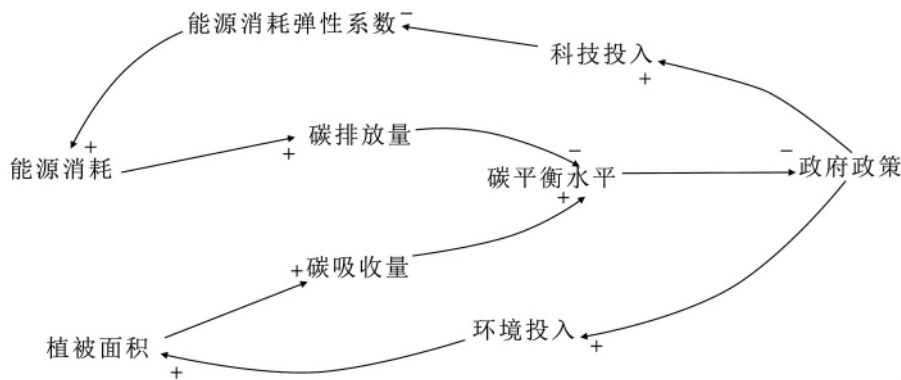 能源消耗弹性系数 −
科技投入
+
+
碳排放量
+
能源消耗
−
碳平衡水平
+
−
政府政策
+碳吸收量
环境投入
+
植被面积
+